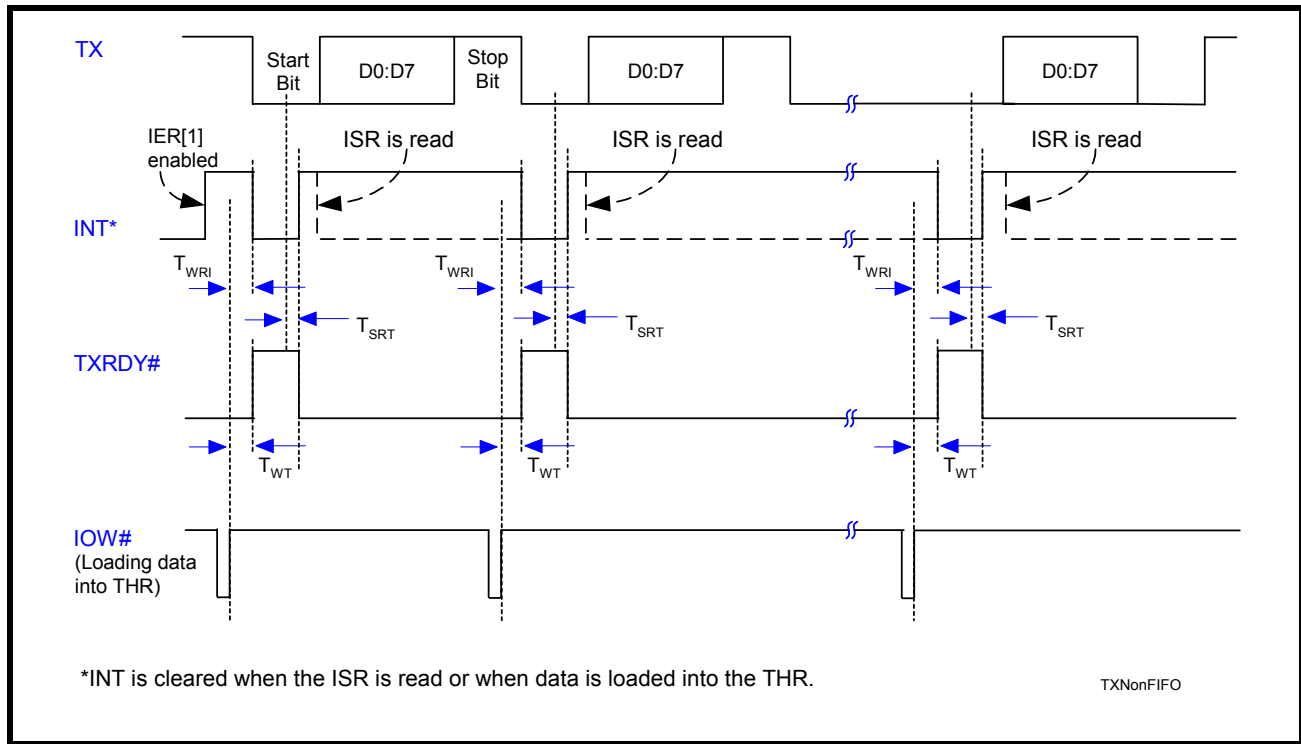 TX
Start
Bit
D0:D7
Stop
Bit
D0:D7
D0:D7
IER[1]
enabled
ISR is read
ISR is read
ISR is read
INT*
TWRI
TWRI
TWRI
TSRT
TSRT
TSRT
TXRDY#
TWT
TWT
TWT
IOW#
(Loading data
into THR)
*INT is cleared when the ISR is read or when data is loaded into the THR.
TXNonFIFO